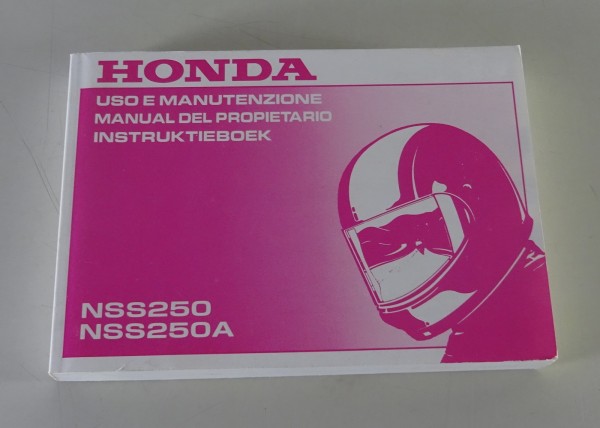 HONDA
USO E MANUTENZIONE
MANUAL DEL PROPIETARIO
INSTRUKTIEBOEK
NSS250
NSS250A